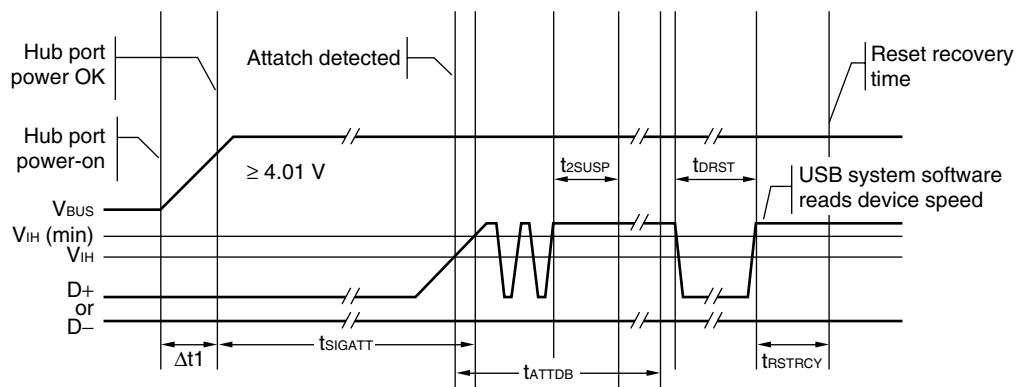 Hub port
power OK
Attatch detected
Reset recovery
time
Hub port
power-on
≥ 4.01 V
t2SUSP
tDRST
USB system software
reads device speed
VBUS
VIH (min)
VIH
D+
or
D−
Δt1
tSIGATT
tATTDB
tRSTRCY